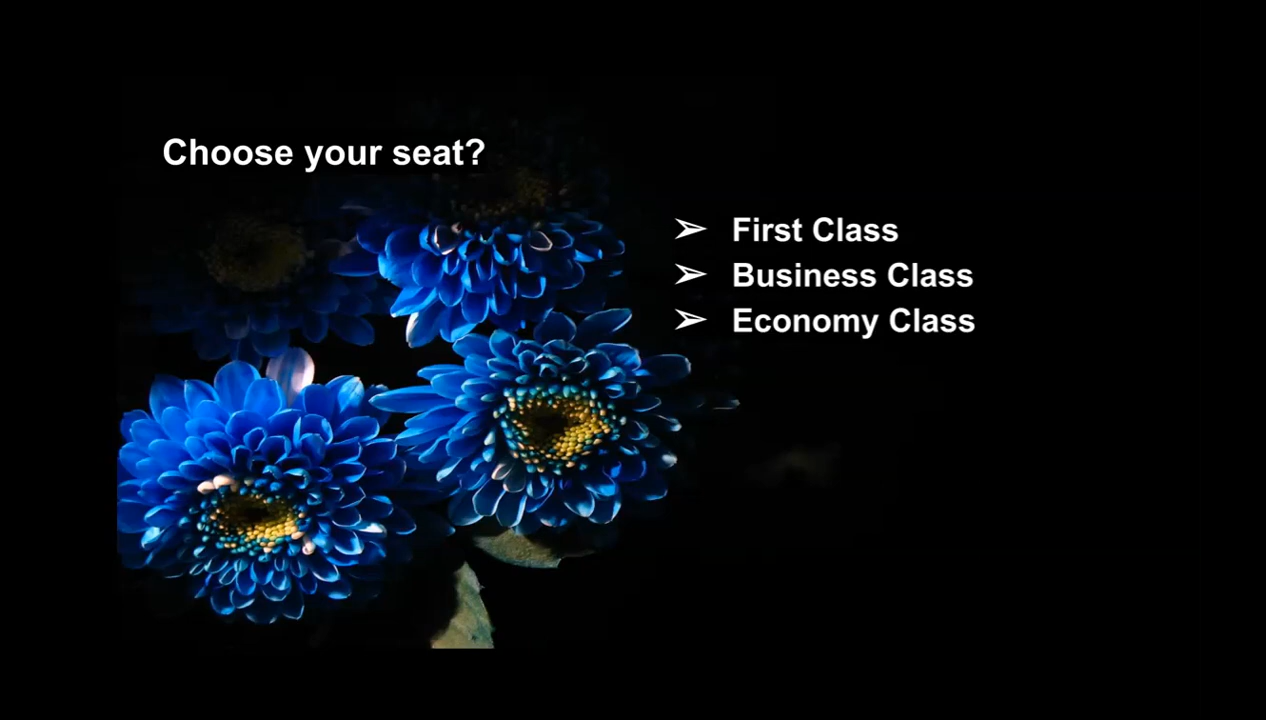 Choose your seat?
➢ First Class
➢ Business Class
➢ Economy Class